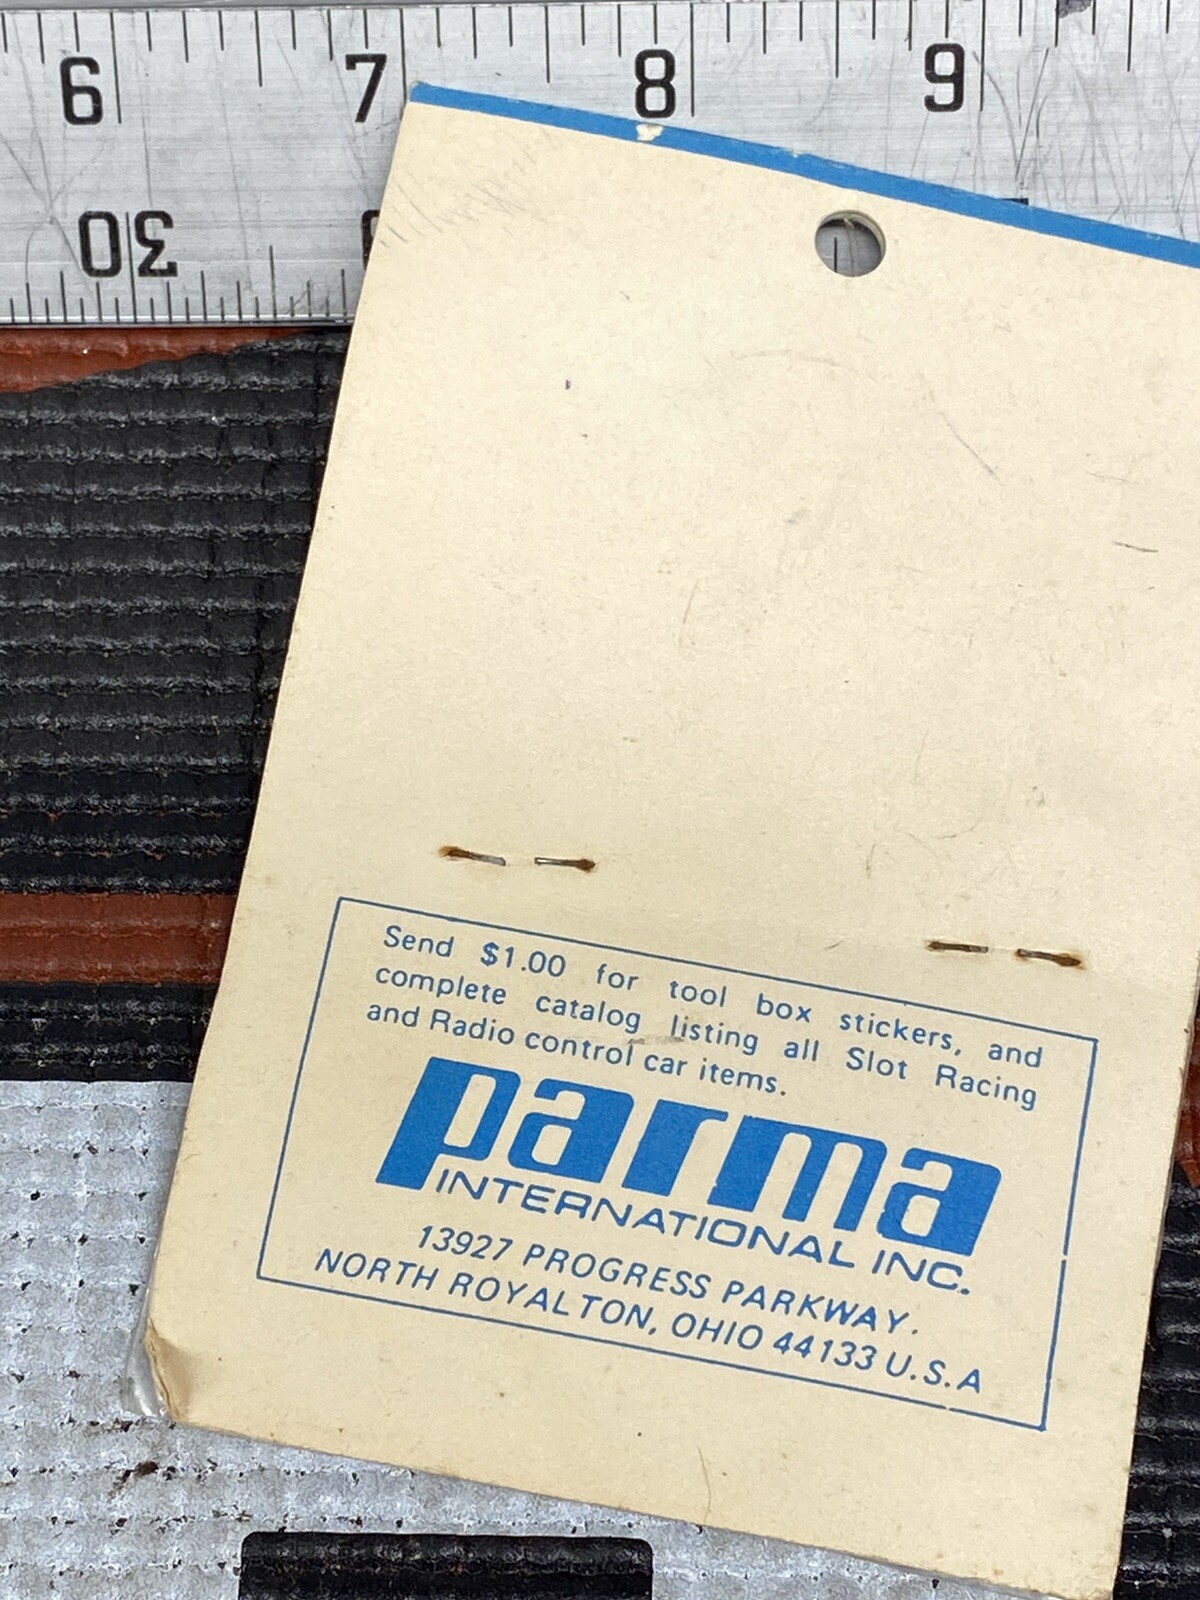 6 7 8 9
30
Send $1.00 for tool box stickers, and
complete catalog listing all Slot Racing
and Radio control car items.
parma
INTERNATIONAL INC.
13927 PROGRESS PARKWAY.
NORTH ROYALTON, OHIO 44133 U.S.A